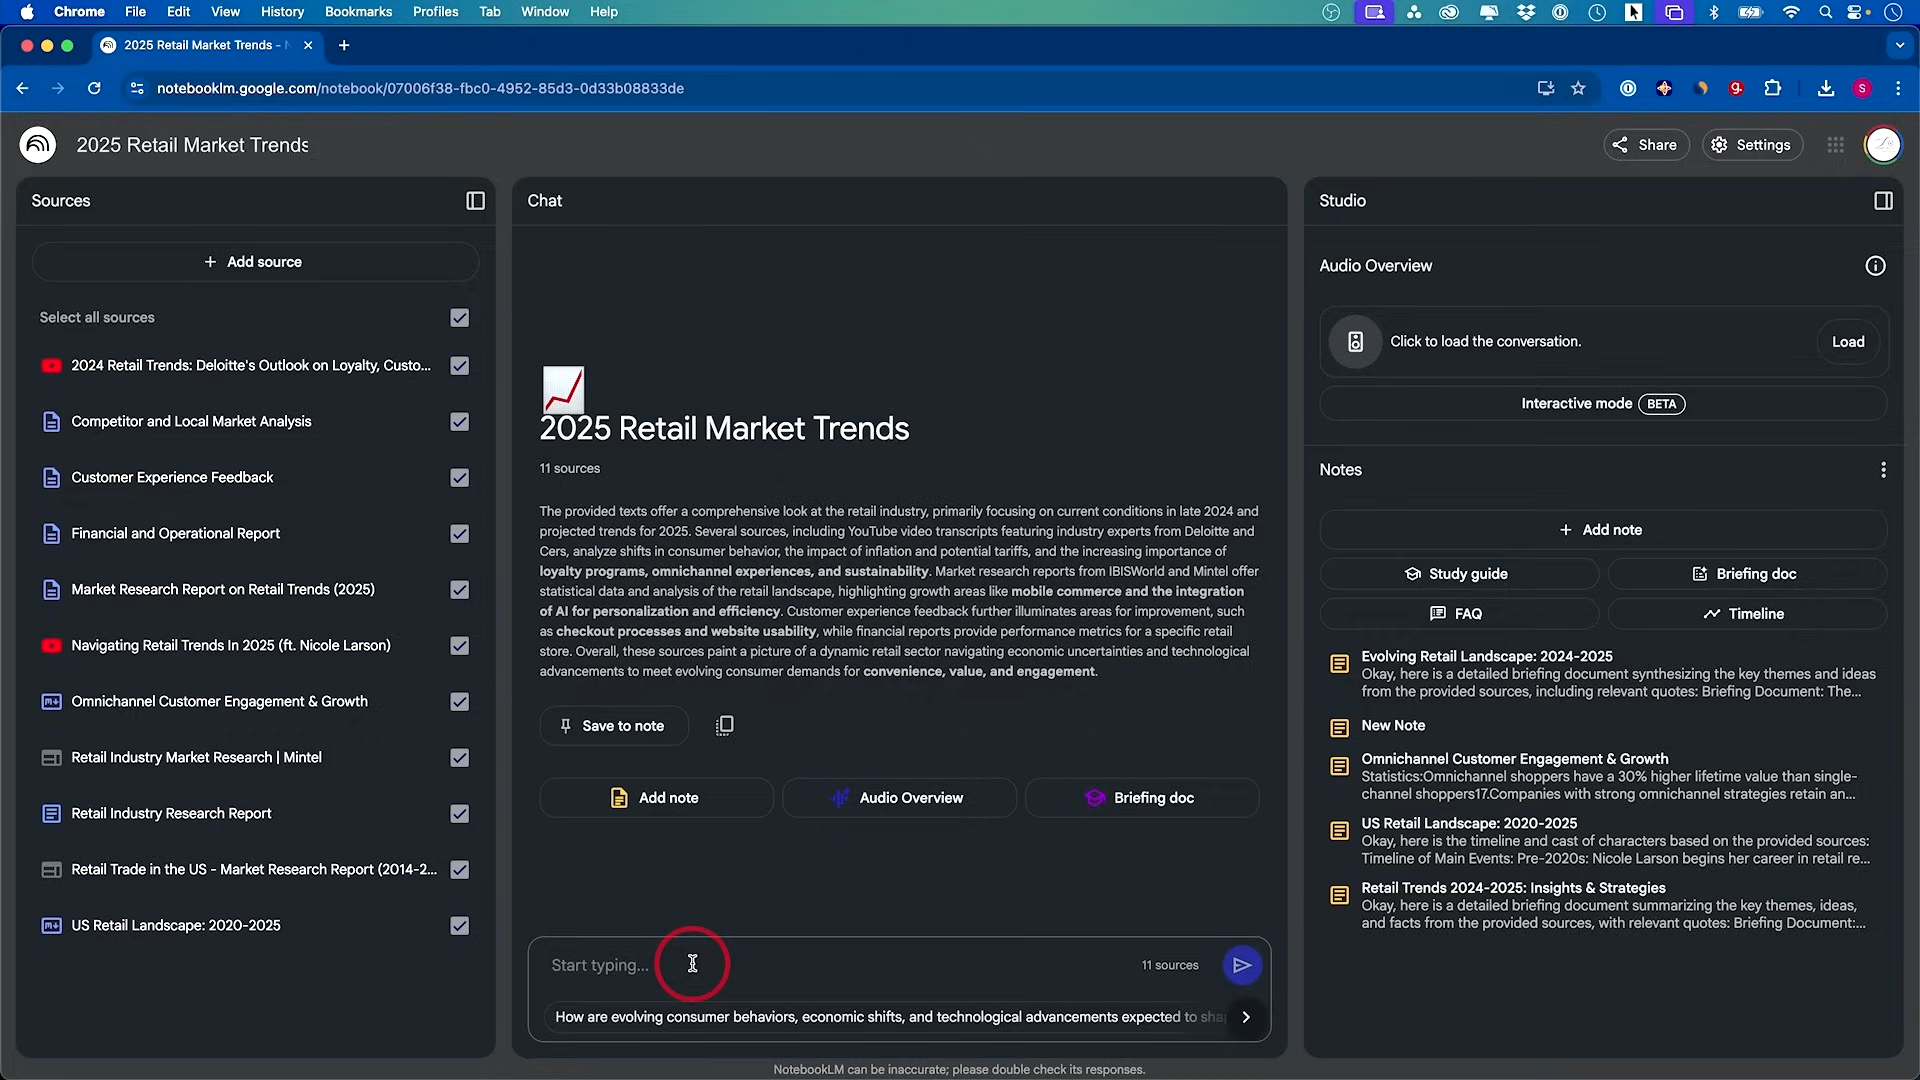 Chrome File Edit View History Bookmarks Profiles Tab Window Help
2025 Retail Market Trends -
notebooklm.google.com/notebook/07006f38-fbc0-4952-85d3-0d33b08833de
2025 Retail Market Trends
Share
Settings
Sources
Add source
Select all sources
2024 Retail Trends: Deloitte's Outlook on Loyalty, Custo...
Competitor and Local Market Analysis
Customer Experience Feedback
Financial and Operational Report
Market Research Report on Retail Trends (2025)
Navigating Retail Trends In 2025 (ft. Nicole Larson)
Omnichannel Customer Engagement & Growth
Retail Industry Market Research | Mintel
Retail Industry Research Report
Retail Trade in the US - Market Research Report (2014-2...
US Retail Landscape: 2020-2025
Chat
2025 Retail Market Trends
11 sources
The provided texts offer a comprehensive look at the retail industry, primarily focusing on current conditions in late 2024 and
projected trends for 2025. Several sources, including YouTube video transcripts featuring industry experts from Deloitte and
Cers, analyze shifts in consumer behavior, the impact of inflation and potential tariffs, and the increasing importance of
loyalty programs, omnichannel experiences, and sustainability. Market research reports from IBISWorld and Mintel offer
statistical data and analysis of the retail landscape, highlighting growth areas like mobile commerce and the integration
of AI for personalization and efficiency. Customer experience feedback further illuminates areas for improvement, such
as checkout processes and website usability, while financial reports provide performance metrics for a specific retail
store. Overall, these sources paint a picture of a dynamic retail sector navigating economic uncertainties and technological
advancements to meet evolving consumer demands for convenience, value, and engagement.
Save to note
Add note
Audio Overview
Briefing doc
Start typing...
11 sources
How are evolving consumer behaviors, economic shifts, and technological advancements expected to sha
Studio
Audio Overview
Click to load the conversation.
Load
Interactive mode BETA
Notes
Add note
Study guide
Briefing doc
FAQ
Timeline
Evolving Retail Landscape: 2024-2025
Okay, here is a detailed briefing document synthesizing the key themes and ideas
from the provided sources, including relevant quotes: Briefing Document: The...
New Note
Omnichannel Customer Engagement & Growth
Statistics:Omnichannel shoppers have a 30% higher lifetime value than single-
channel shoppers17.Companies with strong omnichannel strategies retain an...
US Retail Landscape: 2020-2025
Okay, here is the timeline and cast of characters based on the provided sources:
Timeline of Main Events: Pre-2020s: Nicole Larson begins her career in retail re...
Retail Trends 2024-2025: Insights & Strategies
Okay, here is a detailed briefing document summarizing the key themes, ideas,
and facts from the provided sources, with relevant quotes: Briefing Document:...
NotebookLM can be inaccurate; please double check its responses.